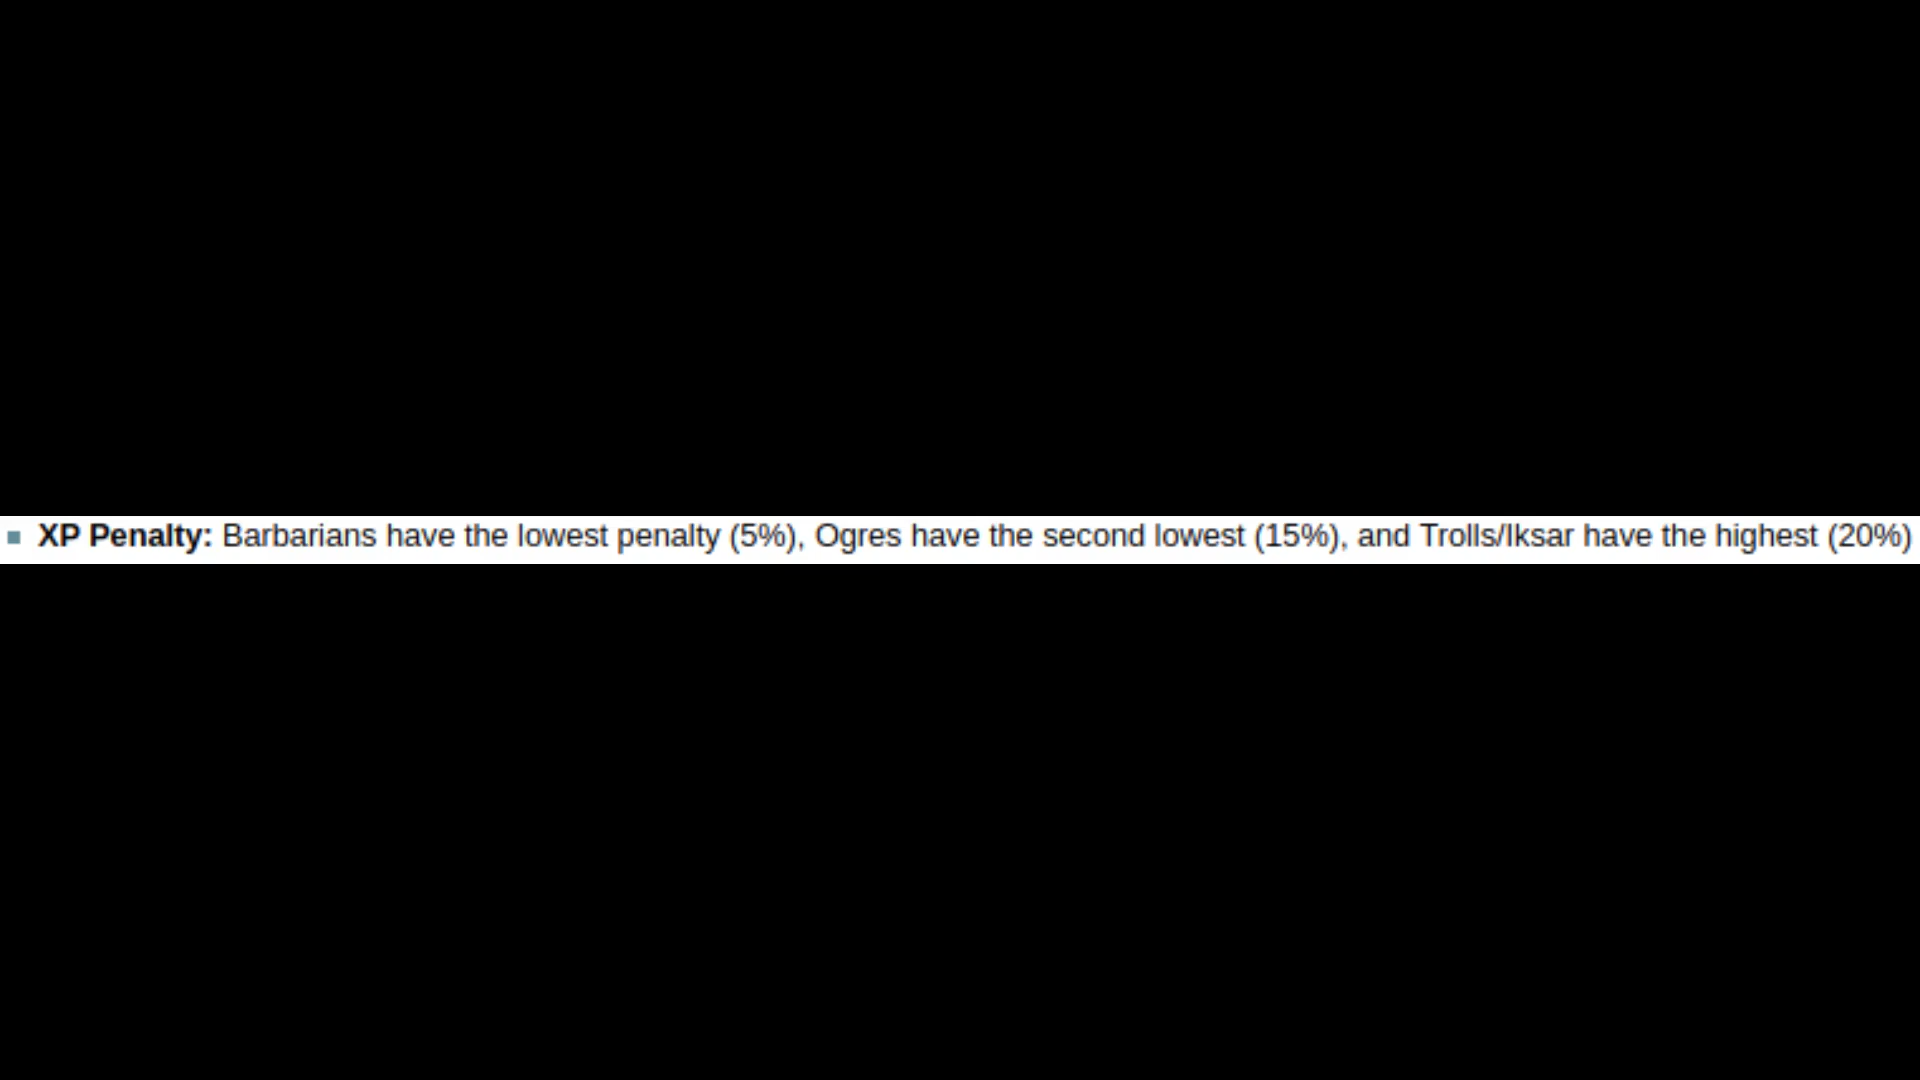 ▪ XP Penalty: Barbarians have the lowest penalty (5%), Ogres have the second lowest (15%), and Trolls/Iksar have the highest (20%)